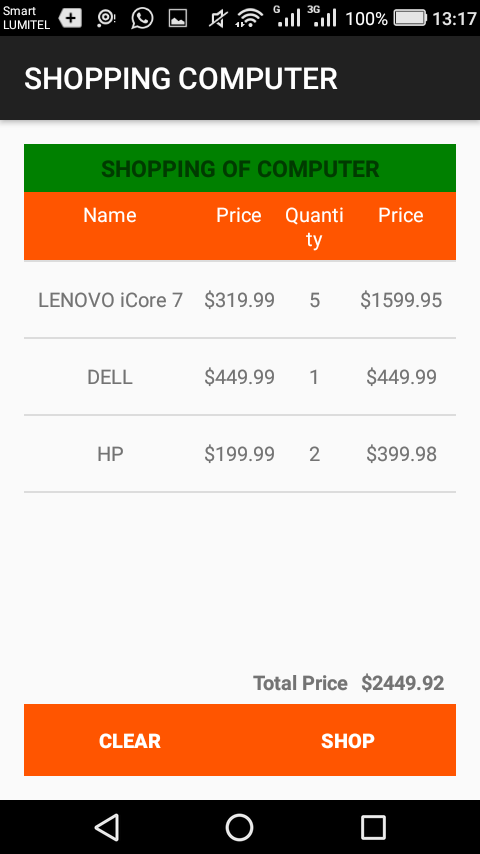 Smart
LUMITEL
G 3G 100% 13:17
SHOPPING COMPUTER
SHOPPING OF COMPUTER
Name Price Quanti Price
ty
LENOVO iCore 7 $319.99 5 $1599.95
DELL $449.99 1 $449.99
HP $199.99 2 $399.98
Total Price $2449.92
CLEAR SHOP